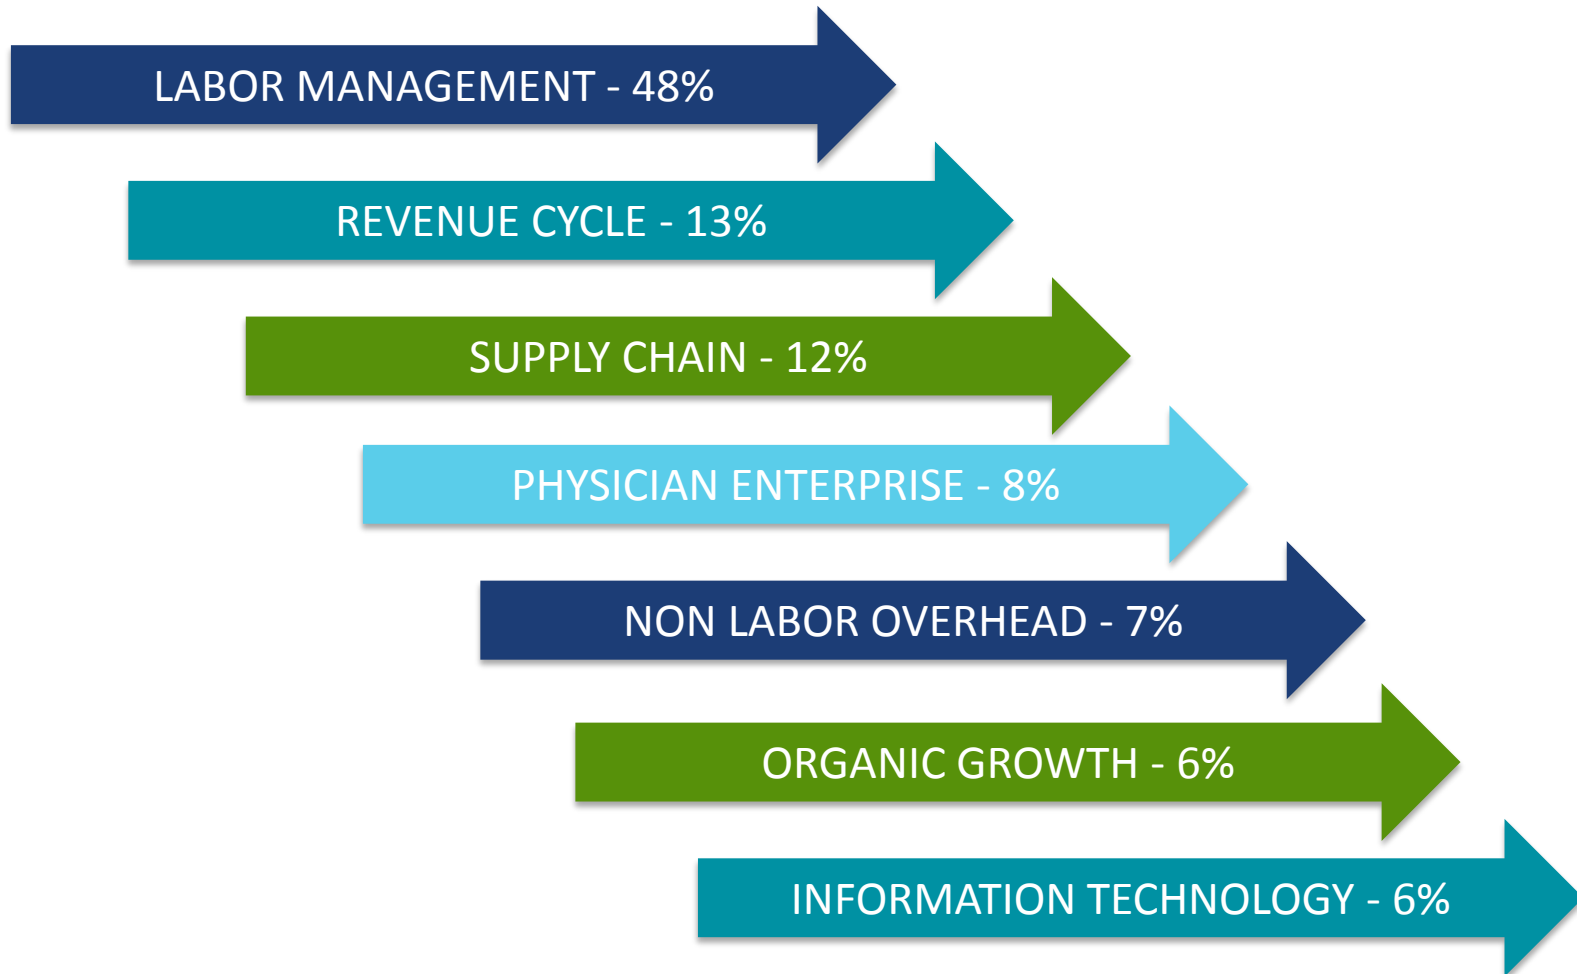 LABOR MANAGEMENT - 48%
REVENUE CYCLE - 13%
SUPPLY CHAIN - 12%
PHYSICIAN ENTERPRISE - 8%
NON LABOR OVERHEAD - 7%
ORGANIC GROWTH - 6%
INFORMATION TECHNOLOGY - 6%